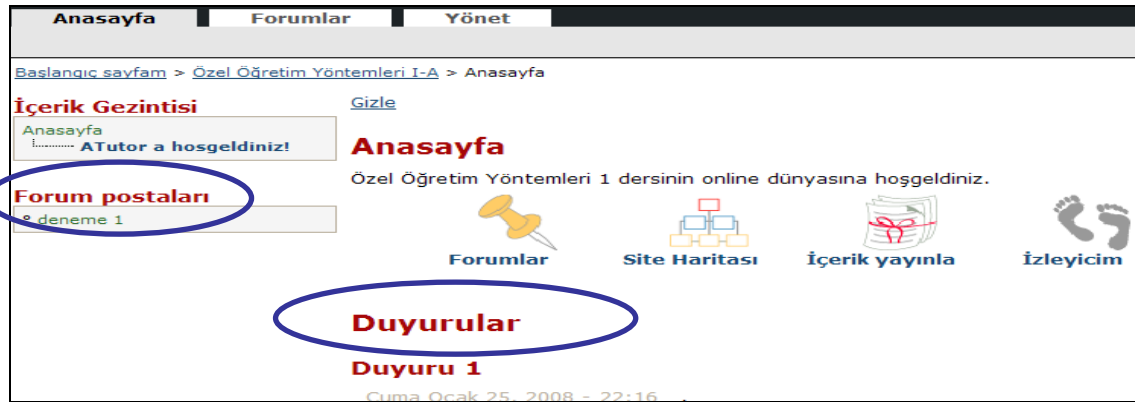 Anasayfa Forumlar Yönet
Başlangıç sayfam > Özel Öğretim Yöntemleri I-A > Anasayfa
İçerik Gezintisi
Anasayfa
ATutor a hosgeldiniz!
Forum postaları
deneme 1
Gizle
Anasayfa
Özel Öğretim Yöntemleri 1 dersinin online dünyasına hoşgeldiniz.
Forumlar Site Haritası İçerik yayınla İzleyicim
Duyurular
Duyuru 1
Cuma Ocak 25, 2008 - 22:16